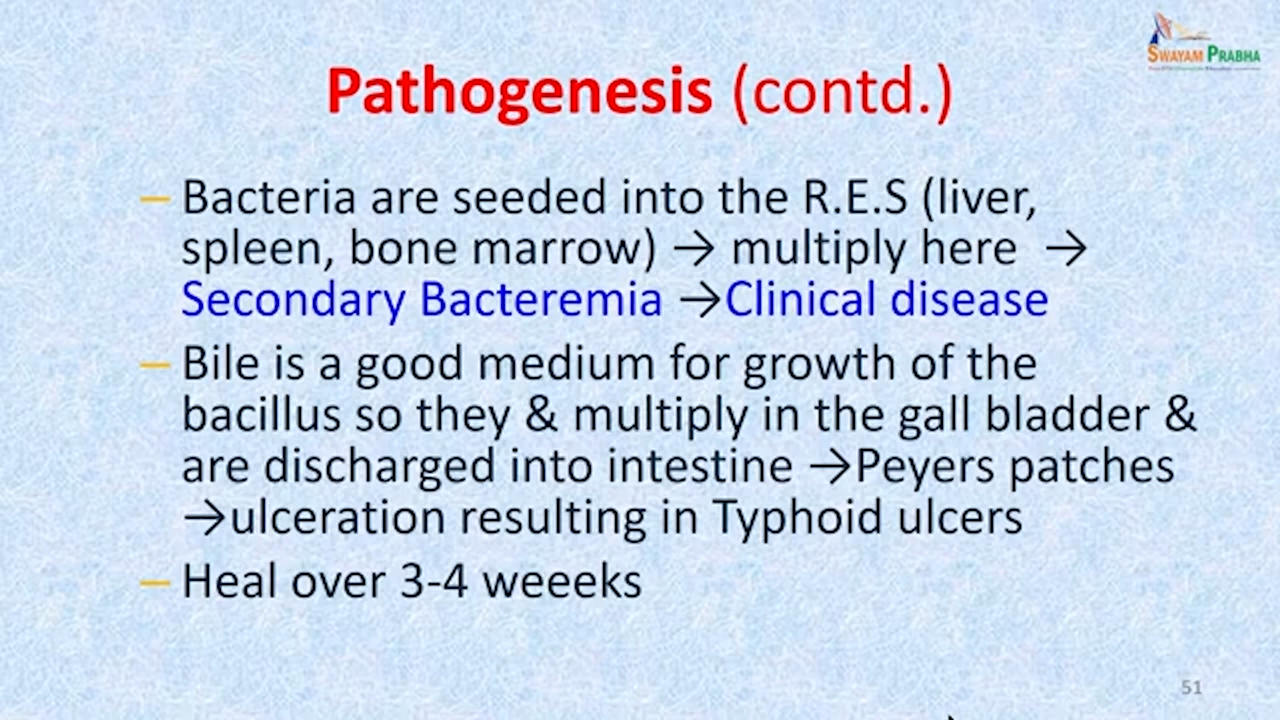 SWAYAM PRABHA
Pathogenesis (contd.)
– Bacteria are seeded into the R.E.S (liver,
spleen, bone marrow) → multiply here →
Secondary Bacteremia →Clinical disease
– Bile is a good medium for growth of the
bacillus so they & multiply in the gall bladder &
are discharged into intestine →Peyers patches
→ulceration resulting in Typhoid ulcers
– Heal over 3-4 weeeks
51